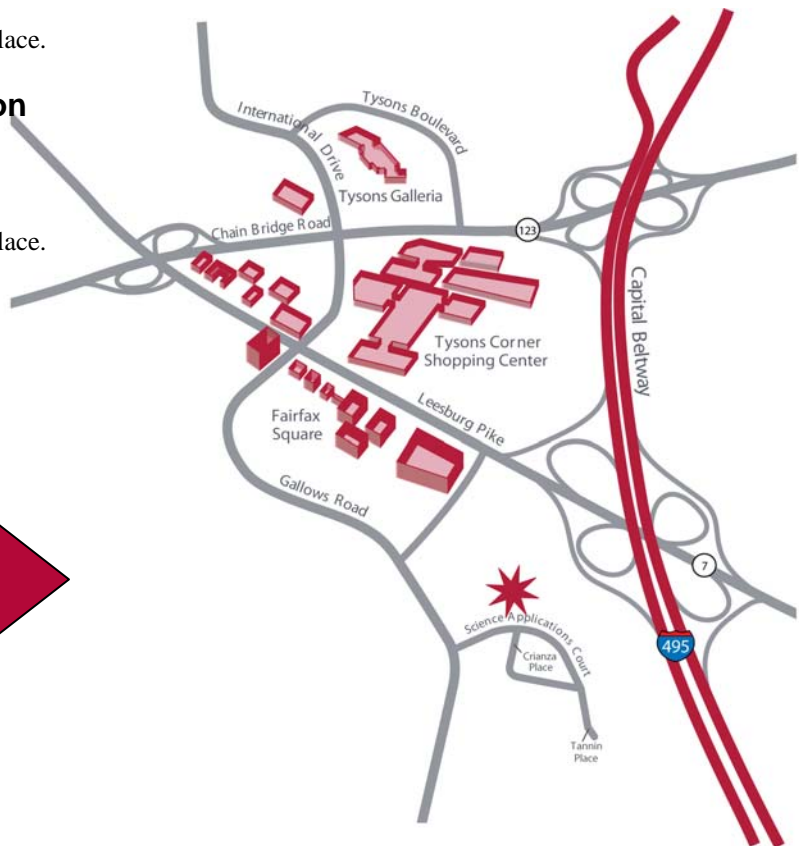 lace.
on
lace.
Tysons Boulevard
International Drive
Tysons Galleria
Chain Bridge Road
123
Capital Beltway
Tysons Corner
Shopping Center
Leesburg Pike
Fairfax
Square
Gallows Road
7
Science Applications Court
495
Crianza
Place
Tannin
Place